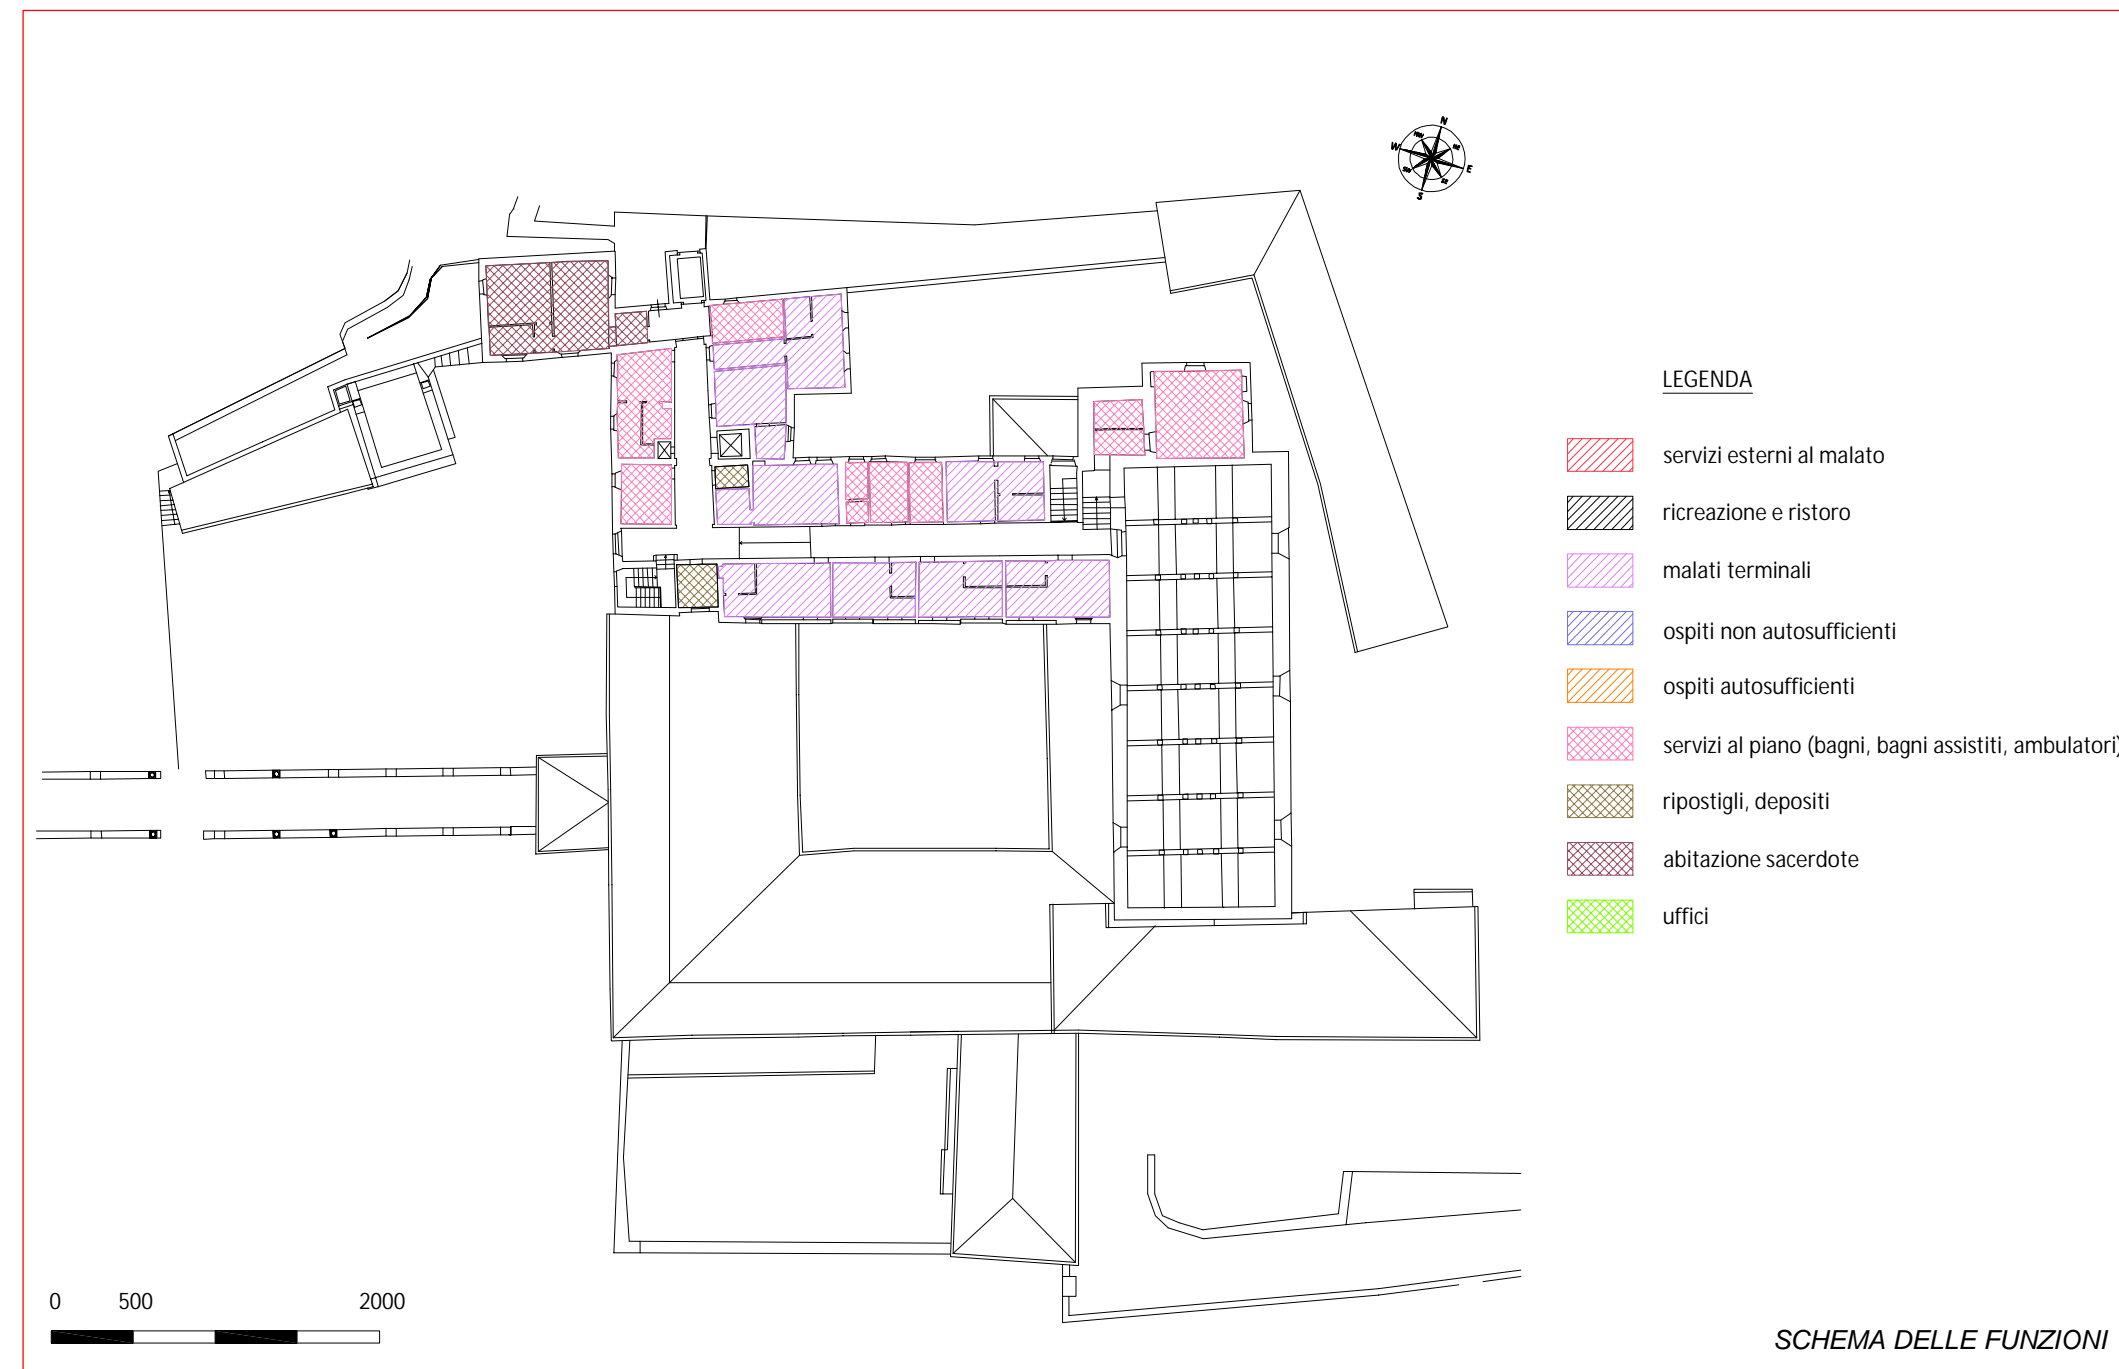 N
W
E
S
LEGENDA
servizi esterni al malato
ricreazione e ristoro
malati terminali
ospiti non autosufficienti
ospiti autosufficienti
servizi al piano (bagni, bagni assistiti, ambulatori)
ripostigli, depositi
abitazione sacerdote
uffici
0 500 2000
SCHEMA DELLE FUNZIONI